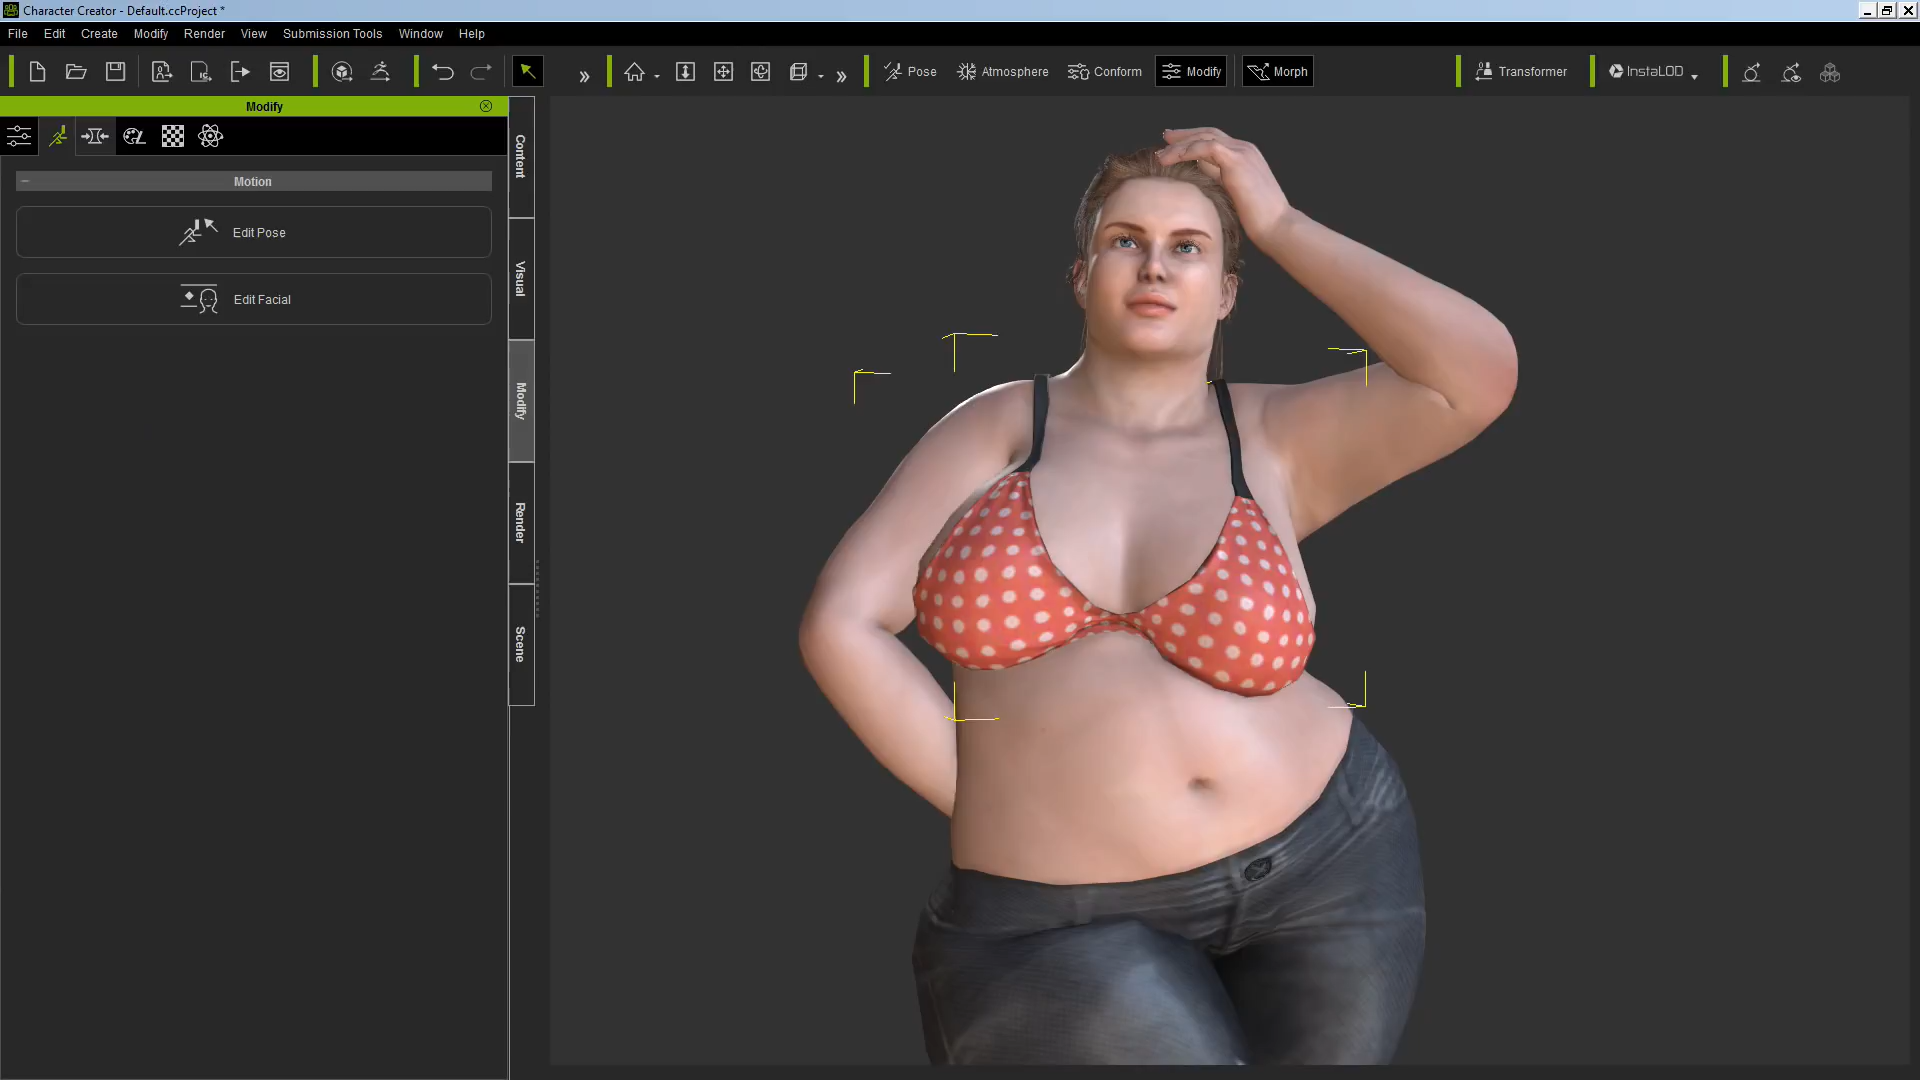 Character Creator - Default.ccProject *
File Edit Create Modify Render View Submission Tools Window Help
Pose Atmosphere Conform Modify Morph Transformer InstaLOD
Modify
Motion
Edit Pose
Edit Facial
Content
Visual
Modify
Render
Scene